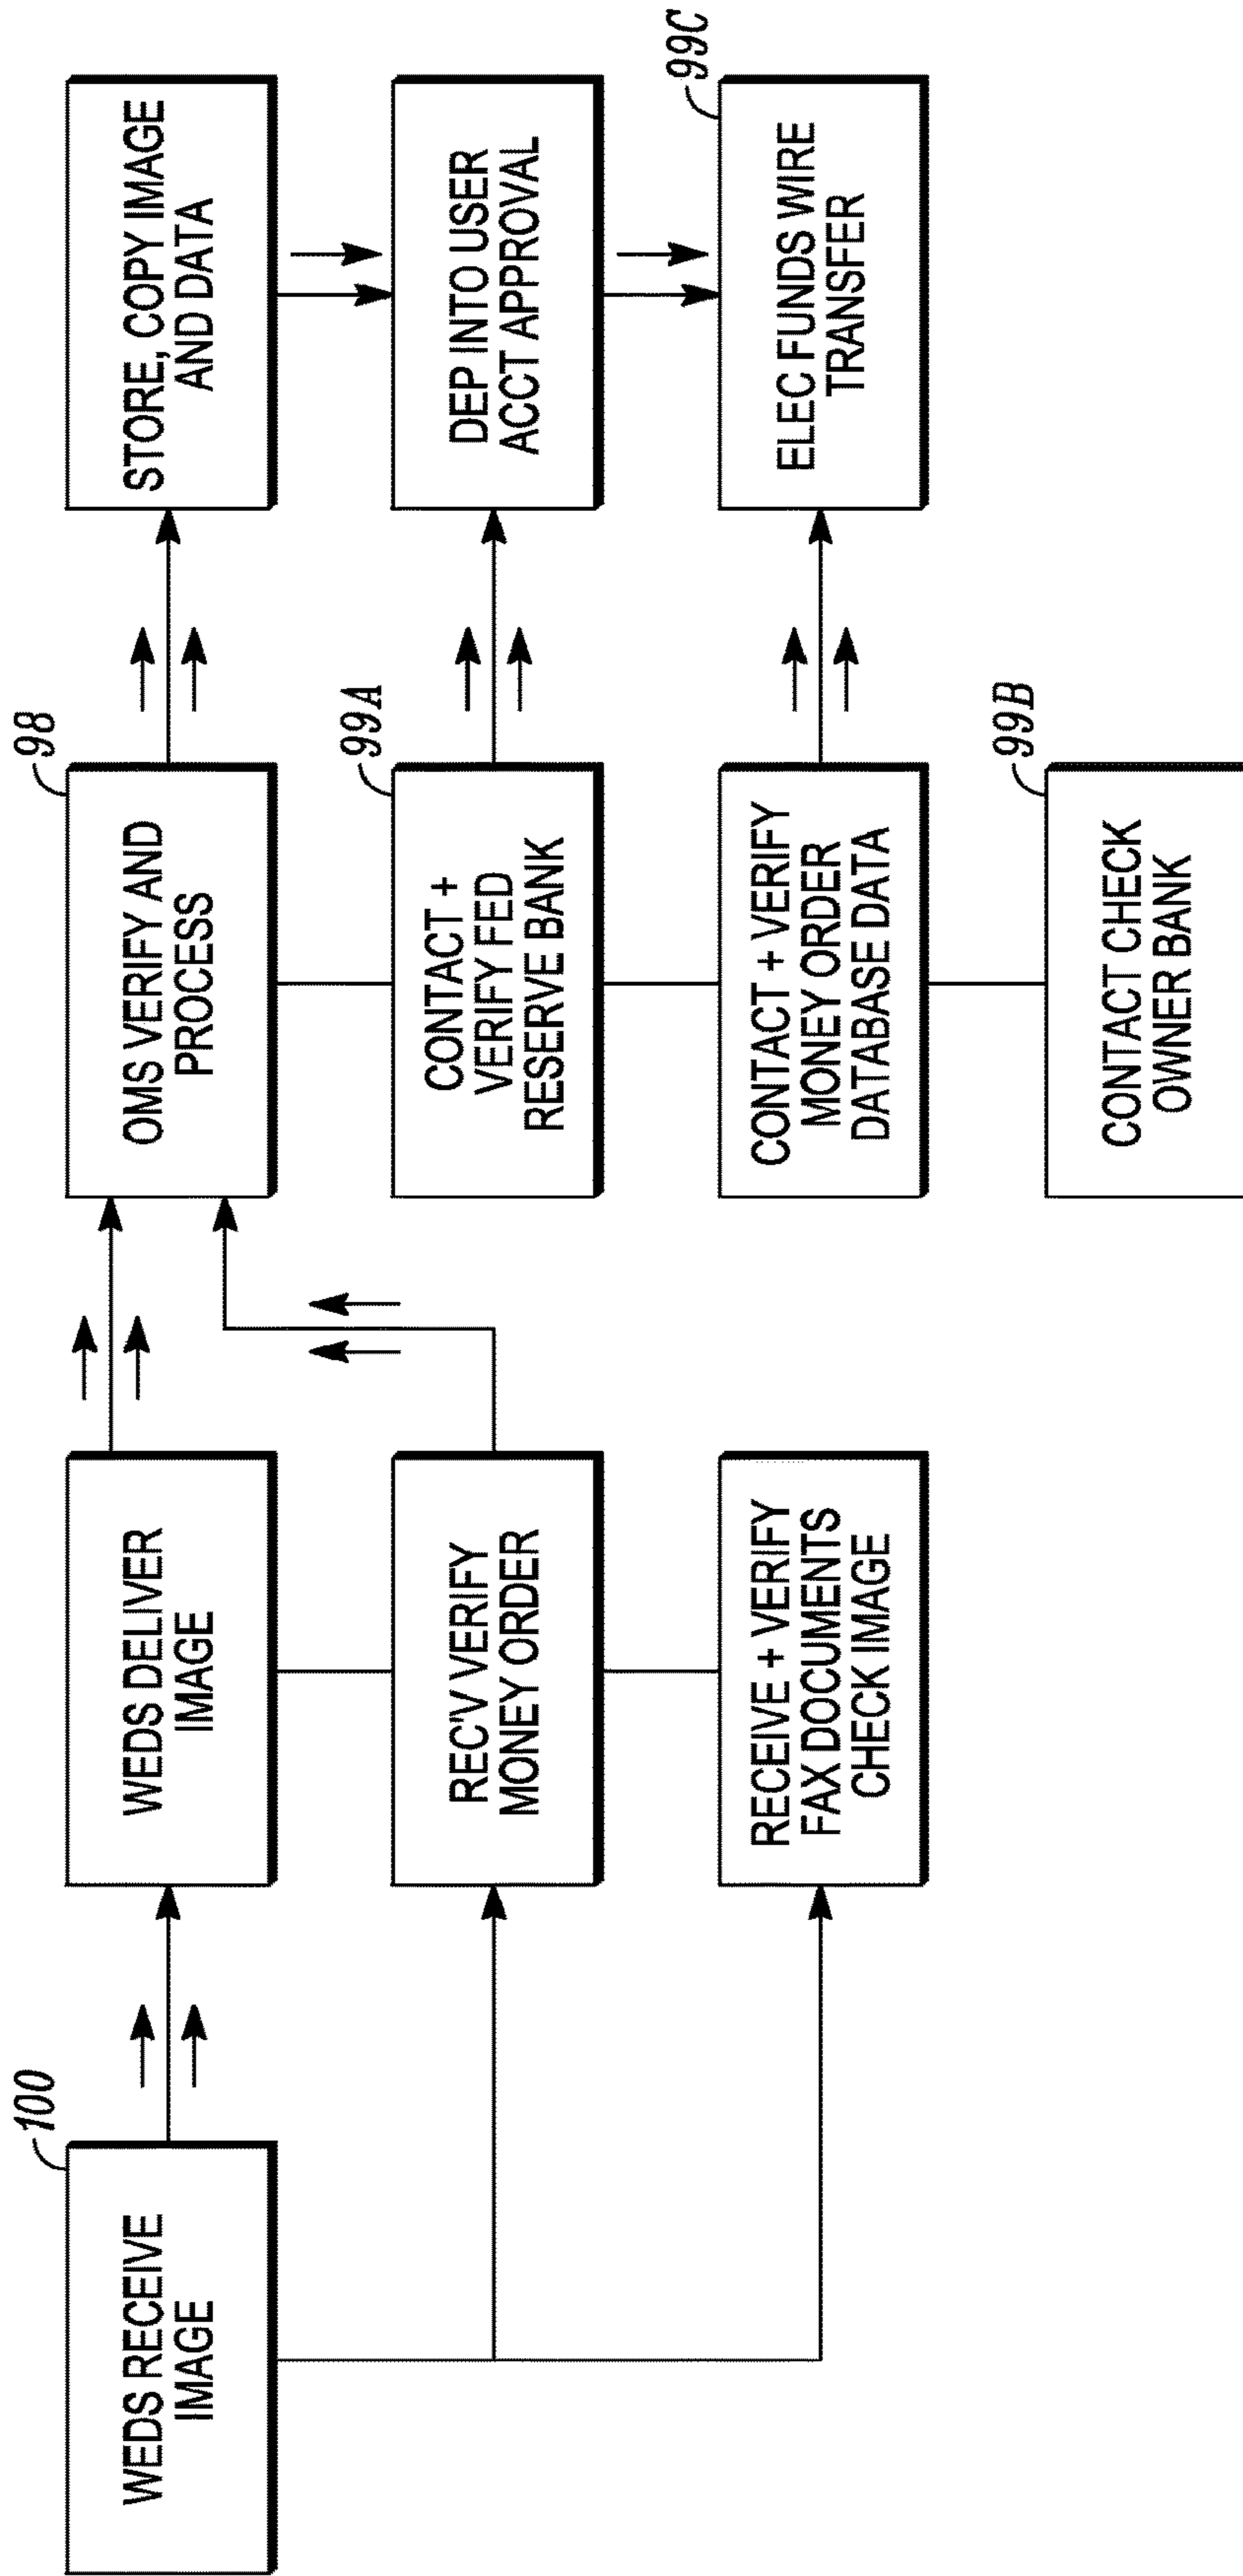 100
WEDS RECEIVE
IMAGE
WEDS DELIVER
IMAGE
REC'V VERIFY
MONEY ORDER
RECEIVE + VERIFY
FAX DOCUMENTS
CHECK IMAGE
98
OMS VERIFY AND
PROCESS
99A
CONTACT +
VERIFY FED
RESERVE BANK
CONTACT + VERIFY
MONEY ORDER
DATABASE DATA
99B
CONTACT CHECK
OWNER BANK
STORE, COPY IMAGE
AND DATA
DEP INTO USER
ACCT APPROVAL
99C
ELEC FUNDS WIRE
TRANSFER